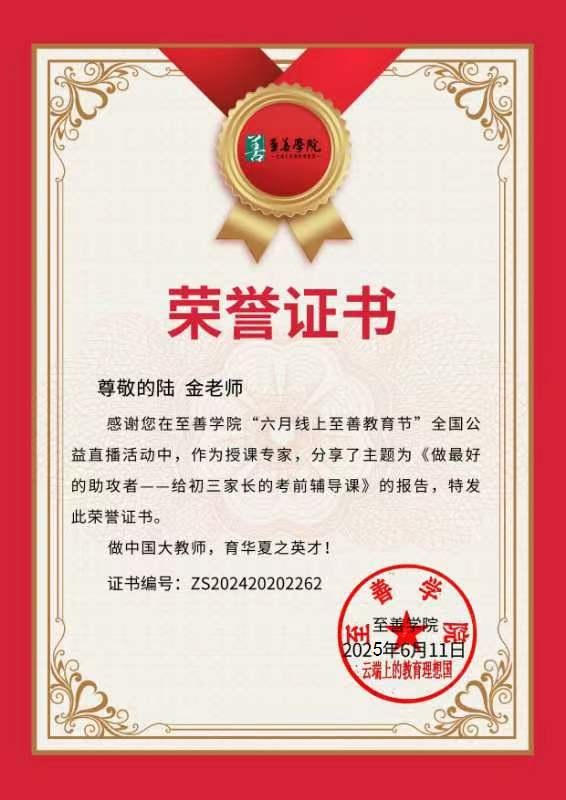 善 至善學院
荣誉证书
尊敬的陆 金老师
感谢您在至善学院“六月线上至善教育节”全国公
益直播活动中，作为授课专家，分享了主题为《做最好
的助攻者——给初三家长的考前辅导课》的报告，特发
此荣誉证书。
做中国大教师，育华夏之英才！
证书编号：ZS202420202262
至善学院
至善学院
2025年6月11日
云端上的教育理想国